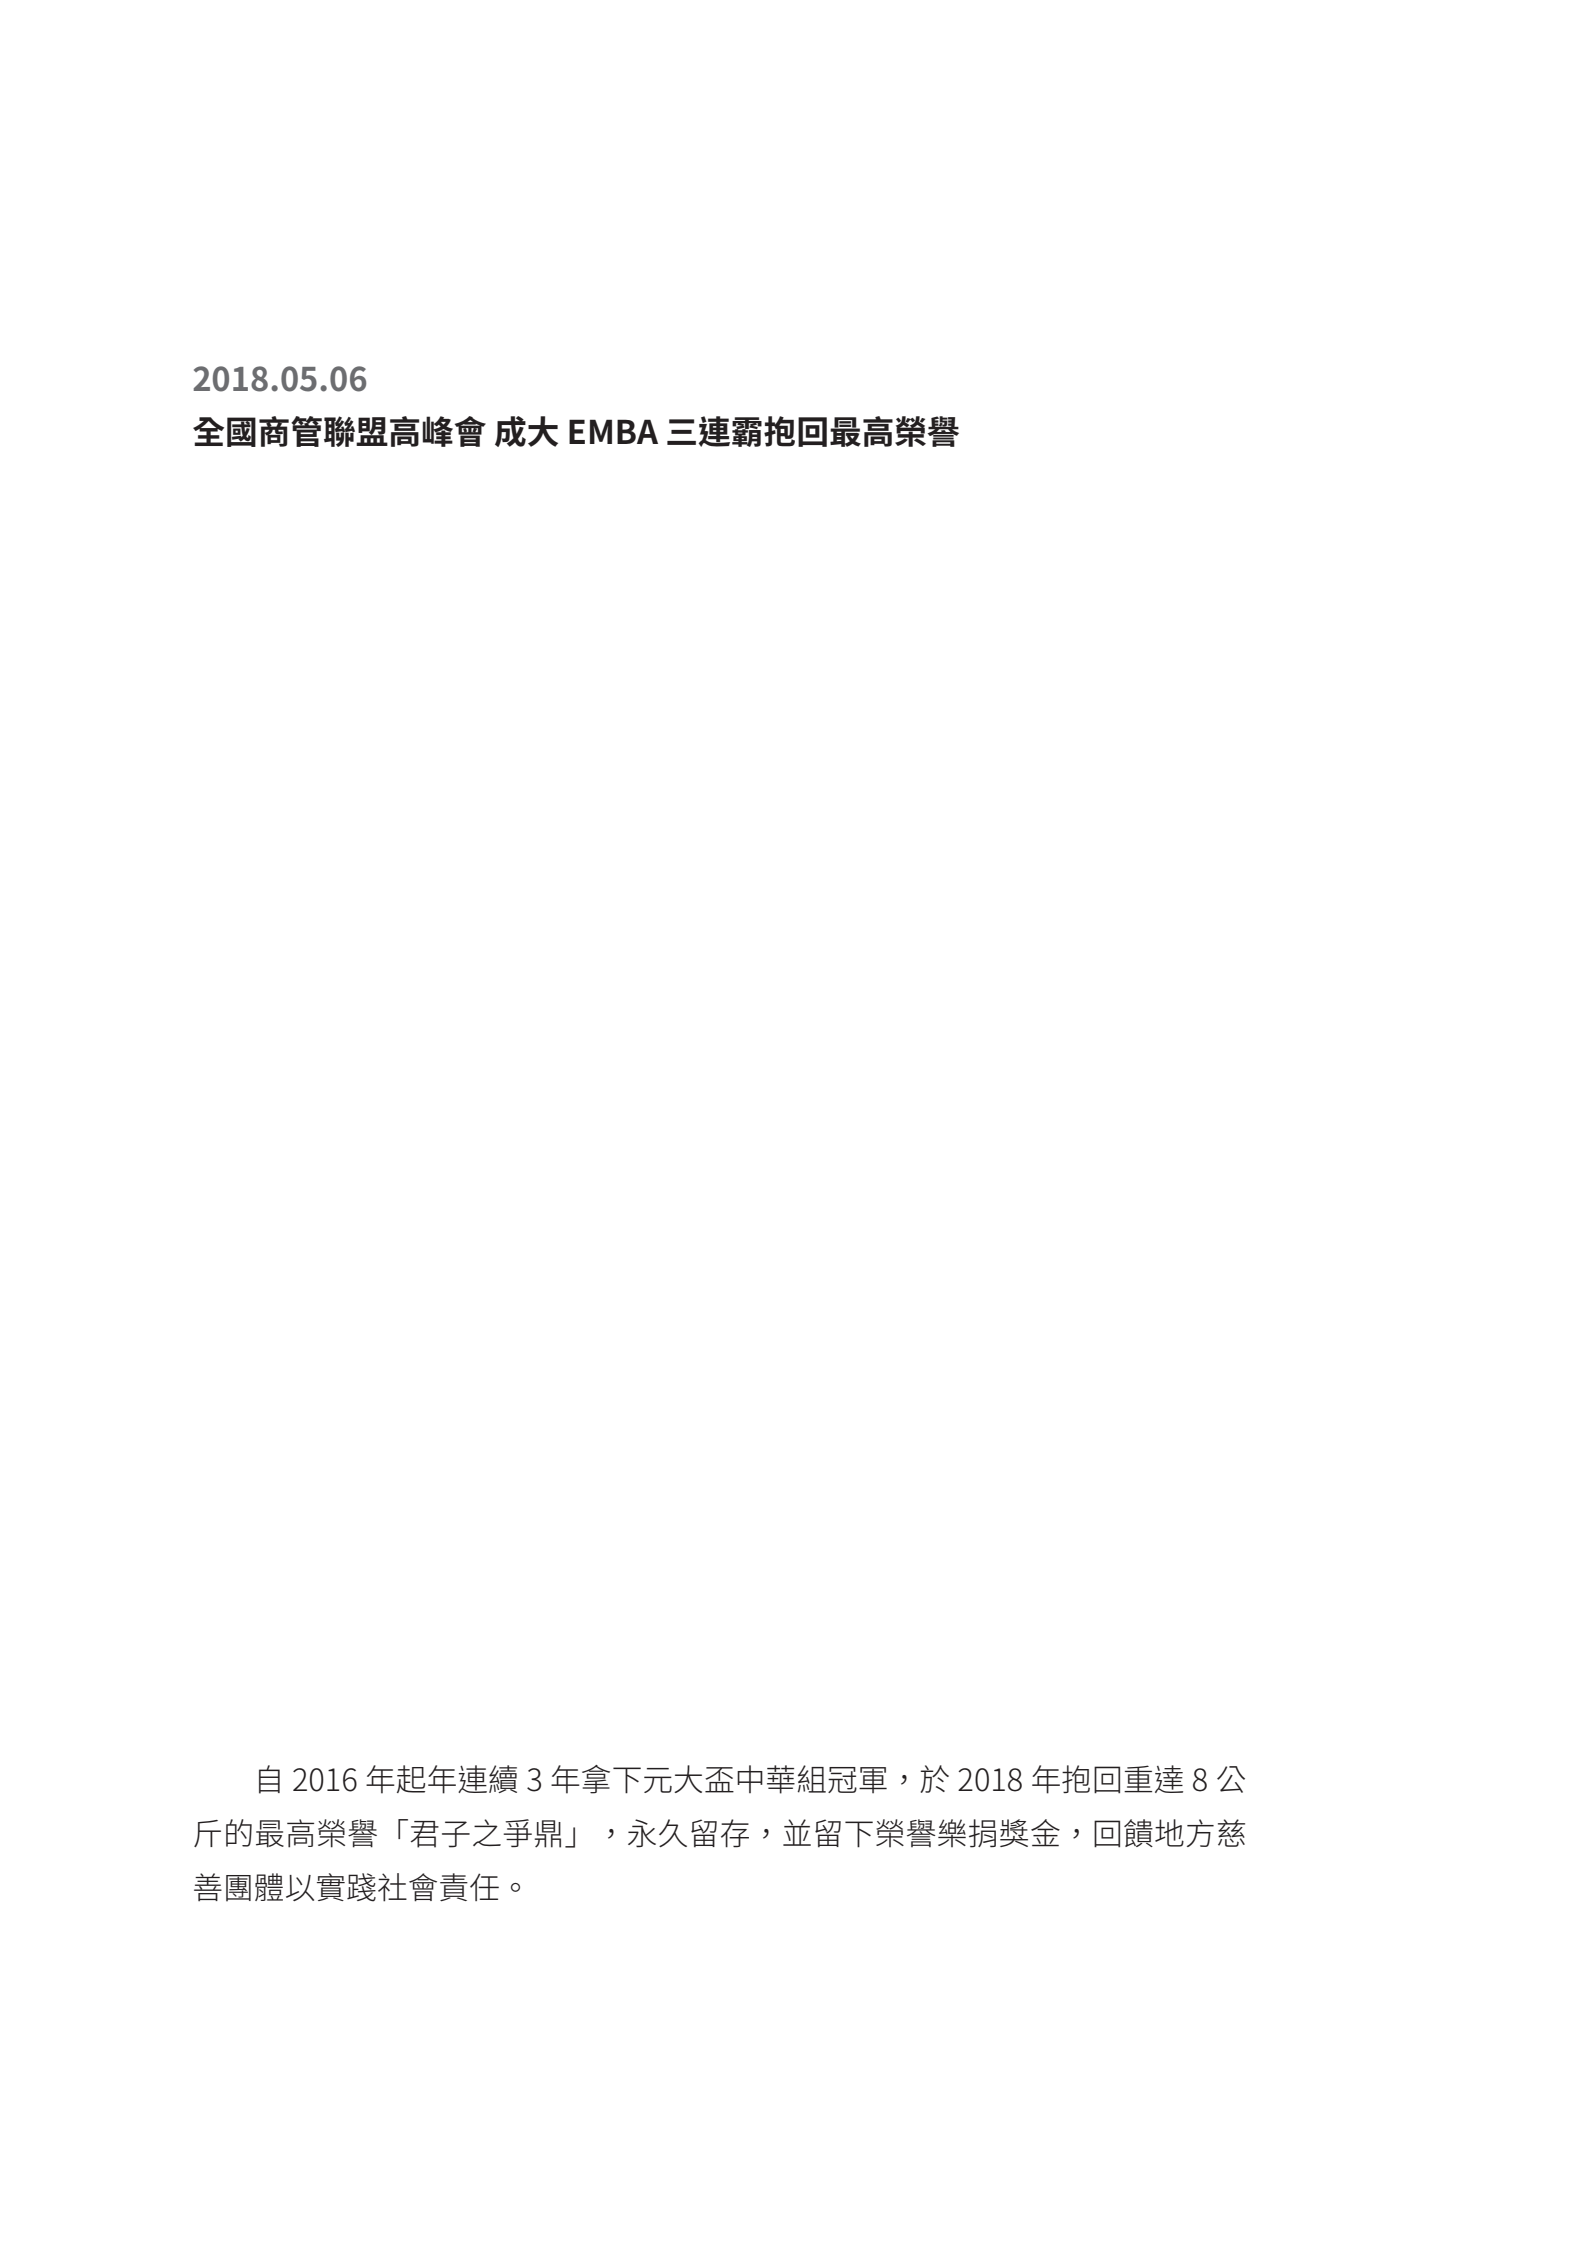 2018.05.06
全國商管聯盟高峰會 成大 EMBA 三連霸抱回最高榮譽
自 2016 年起年連續 3 年拿下元大盃中華組冠軍，於 2018 年抱回重達 8 公
斤的最高榮譽「君子之爭鼎」，永久留存，並留下榮譽樂捐獎金，回饋地方慈
善團體以實踐社會責任。